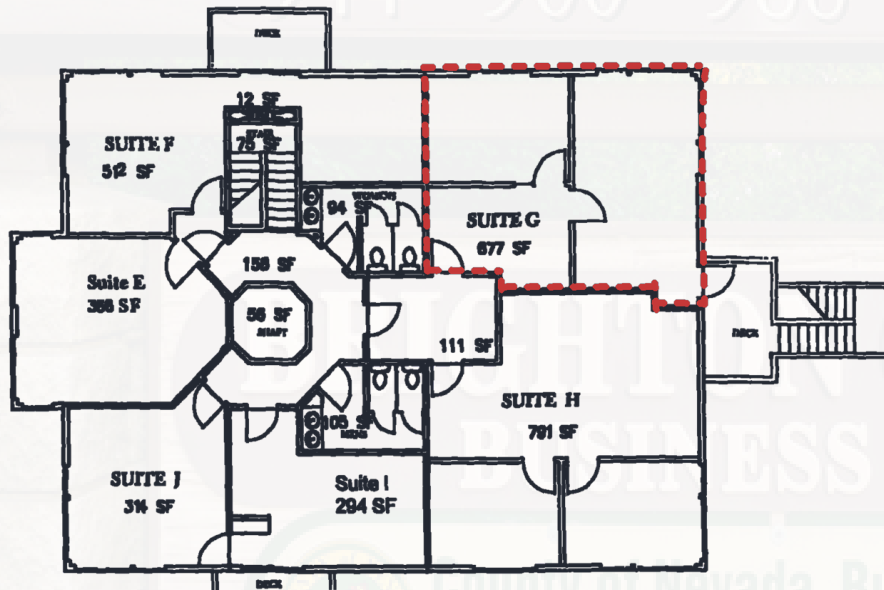 DECK
12 SF
STAIR
75 SF
SUITE F
512 SF
94 SF
WOMENS
SUITE G
677 SF
Suite E
366 SF
156 SF
56 SF
SHAFT
111 SF
DECK
SUITE H
791 SF
105 SF
MENS
SUITE J
314 SF
Suite I
294 SF
DECK
BRIGHTON
BUSINESS
County of Nevada, Bu